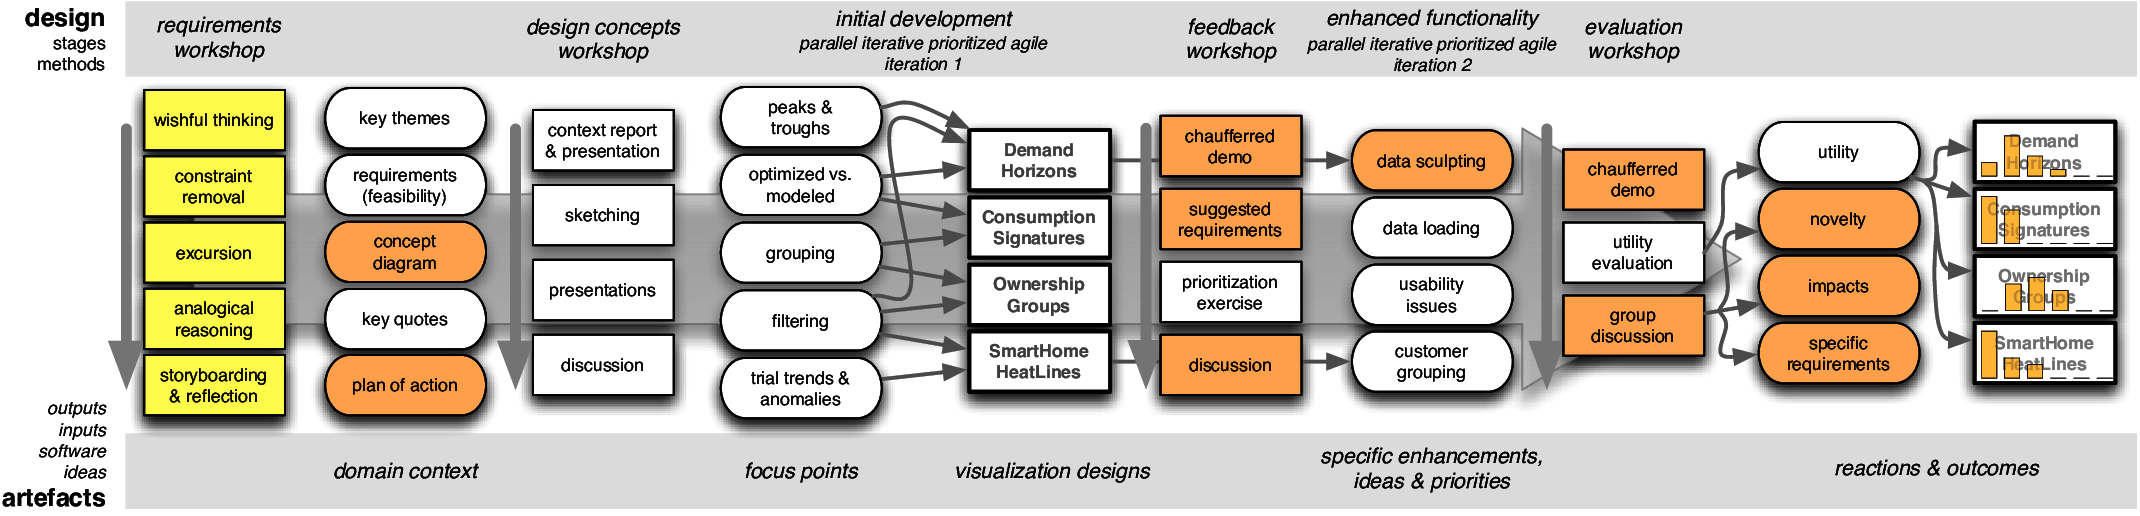 design
stages
methods
requirements
workshop
design concepts
workshop
initial development
parallel iterative prioritized agile
iteration 1
feedback
workshop
enhanced functionality
parallel iterative prioritized agile
iteration 2
evaluation
workshop
wishful thinking
constraint
removal
excursion
analogical
reasoning
storyboarding
& reflection
key themes
requirements
(feasibility)
concept
diagram
key quotes
plan of action
context report
& presentation
sketching
presentations
discussion
peaks &
troughs
optimized vs.
modeled
grouping
filtering
trial trends &
anomalies
Demand
Horizons
Consumption
Signatures
Ownership
Groups
SmartHome
HeatLines
chaufferred
demo
suggested
requirements
prioritization
exercise
discussion
data sculpting
data loading
usability
issues
customer
grouping
chaufferred
demo
utility
evaluation
group
discussion
utility
novelty
impacts
specific
requirements
Demand
Horizons
Consumption
Signatures
Ownership
Groups
SmartHome
HeatLines
outputs
inputs
software
ideas
artefacts
domain context
focus points
visualization designs
specific enhancements,
ideas & priorities
reactions & outcomes